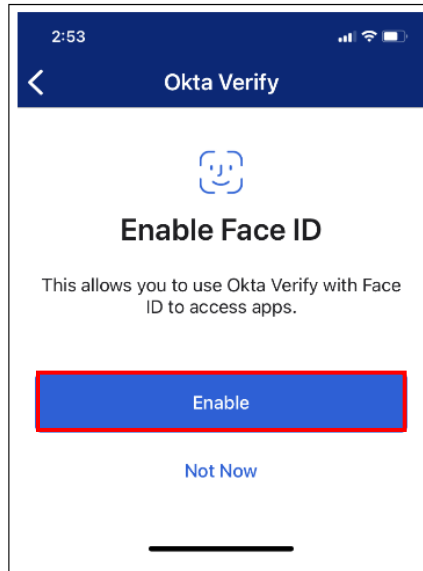 2:53
Okta Verify
Enable Face ID
This allows you to use Okta Verify with Face
ID to access apps.
Enable
Not Now